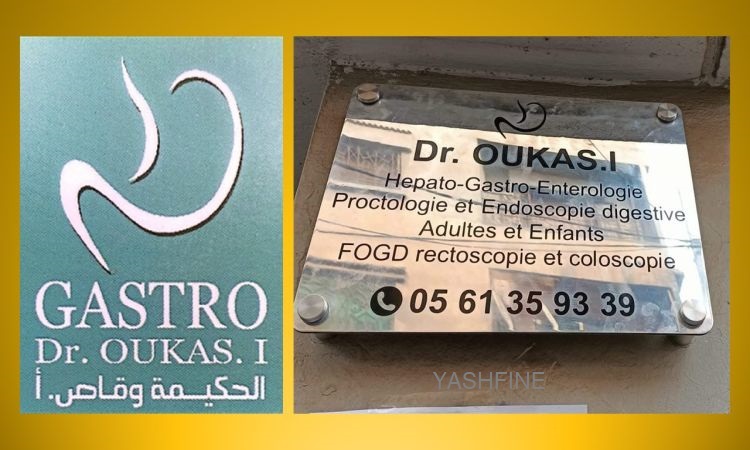 GASTRO
Dr. OUKAS. I
الحكيمة وقاص. أ
Dr. OUKAS.I
Hepato-Gastro-Enterologie
Proctologie et Endoscopie digestive
Adultes et Enfants
FOGD rectoscopie et coloscopie
05 61 35 93 39
YASHFINE